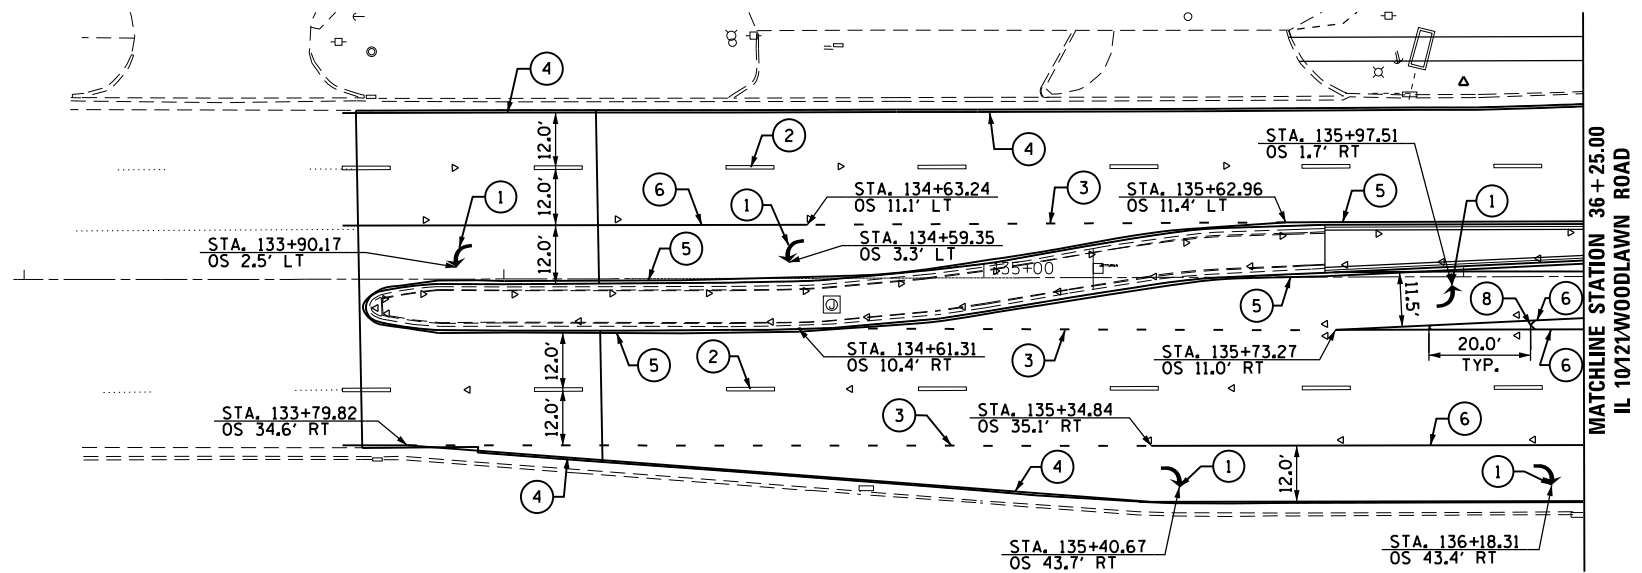 4
2
4
12.0'
STA. 135+97.51
OS 1.7' RT
1
6
1
STA. 134+63.24
OS 11.1' LT
3
STA. 135+62.96
OS 11.4' LT
5
1
12.0'
STA. 133+90.17
OS 2.5' LT
5
STA. 134+59.35
OS 3.3' LT
12.0'
135+00
J
5
11.5'
8
6
5
2
STA. 134+61.31
OS 10.4' RT
3
STA. 135+73.27
OS 11.0' RT
20.0'
TYP.
6
12.0'
STA. 133+79.82
OS 34.6' RT
12.0'
3
STA. 135+34.84
OS 35.1' RT
6
4
4
1
12.0'
1
STA. 135+40.67
OS 43.7' RT
STA. 136+18.31
OS 43.4' RT
MATCHLINE STATION 36+25.00
IL 10/121/WOODLAWN ROAD